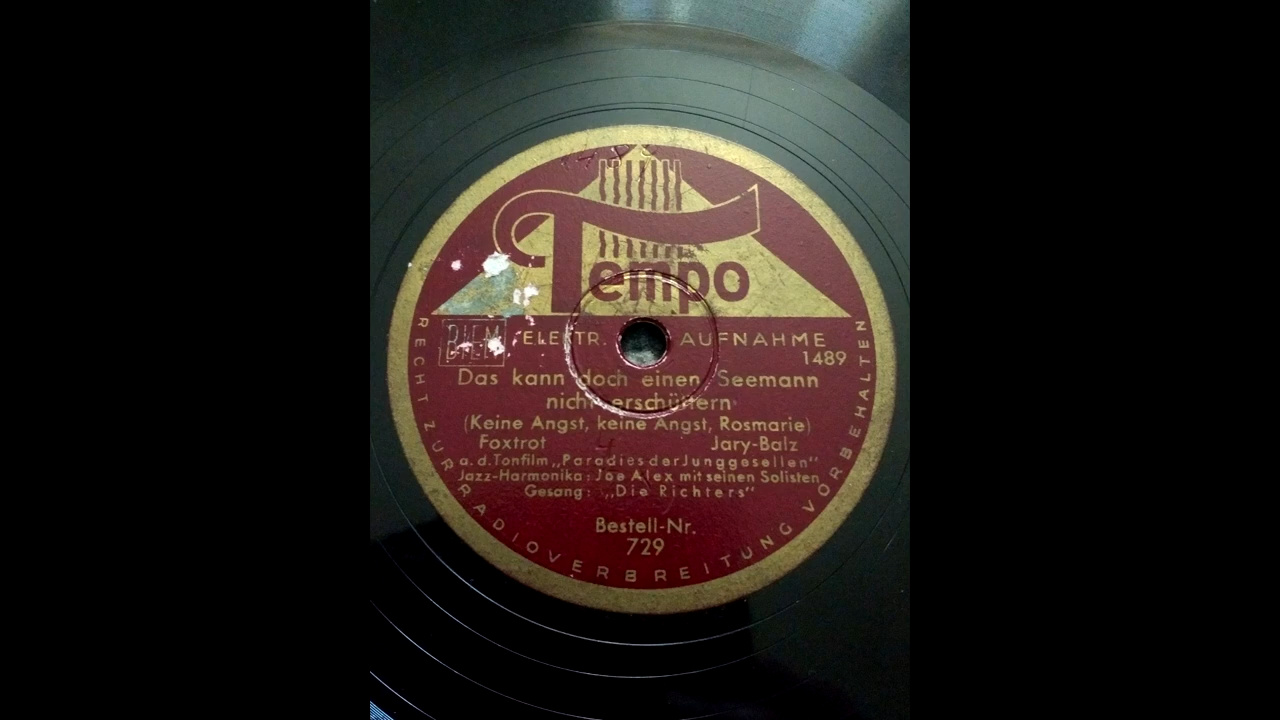 Tempo
BIEM
ELEKTR. AUFNAHME
1489
Das kann doch einen Seemann
nicht erschüttern
(Keine Angst, keine Angst, Rosmarie)
Foxtrot Jary-Balz
a.d. Tonfilm „Paradies der Junggesellen"
Jazz-Harmonika: Joe Alex mit seinen Solisten
Gesang: „Die Richters"
Bestell-Nr.
729
RECHT ZUR RADIOVERBREITUNG VORBEHALTEN